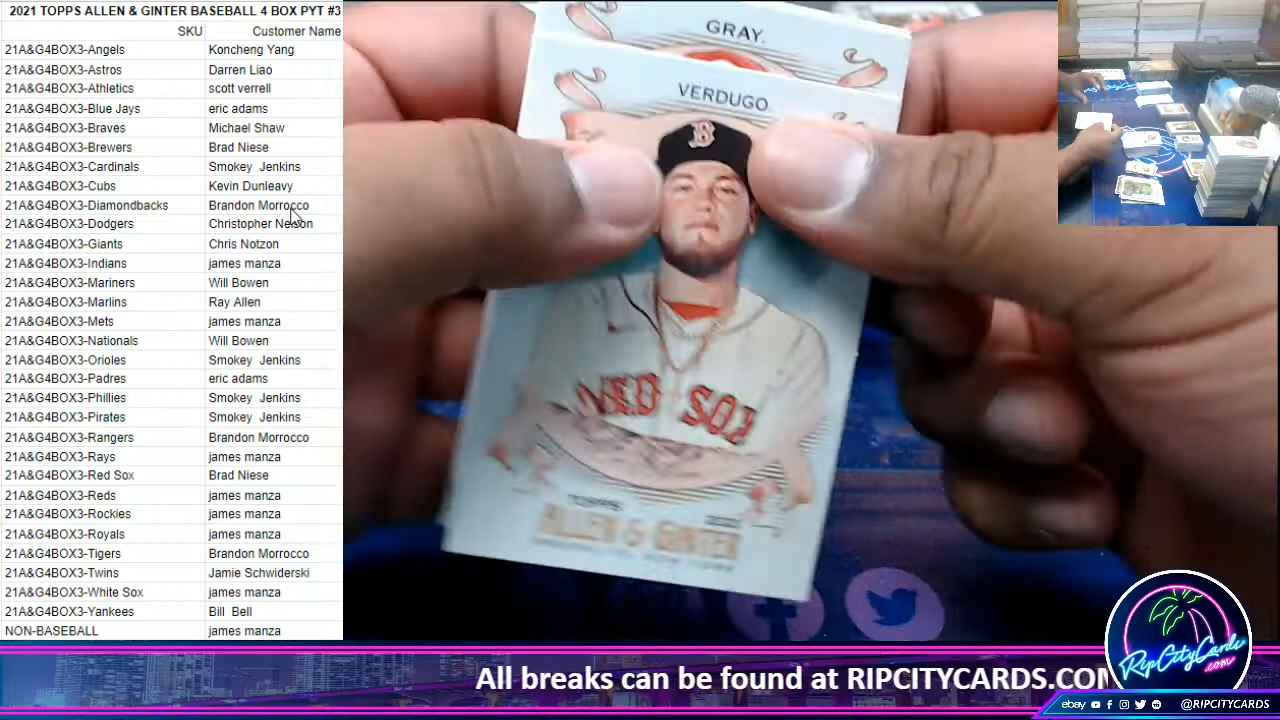 2021 TOPPS ALLEN & GINTER BASEBALL 4 BOX PYT #3
SKU Customer Name
21A&G4BOX3-Angels Koncheng Yang
21A&G4BOX3-Astros Darren Liao
21A&G4BOX3-Athletics scott verrell
21A&G4BOX3-Blue Jays eric adams
21A&G4BOX3-Braves Michael Shaw
21A&G4BOX3-Brewers Brad Niese
21A&G4BOX3-Cardinals Smokey Jenkins
21A&G4BOX3-Cubs Kevin Dunleavy
21A&G4BOX3-Diamondbacks Brandon Morrocco
21A&G4BOX3-Dodgers Christopher Nelson
21A&G4BOX3-Giants Chris Notzon
21A&G4BOX3-Indians james manza
21A&G4BOX3-Mariners Will Bowen
21A&G4BOX3-Marlins Ray Allen
21A&G4BOX3-Mets james manza
21A&G4BOX3-Nationals Will Bowen
21A&G4BOX3-Orioles Smokey Jenkins
21A&G4BOX3-Padres eric adams
21A&G4BOX3-Phillies Smokey Jenkins
21A&G4BOX3-Pirates Smokey Jenkins
21A&G4BOX3-Rangers Brandon Morrocco
21A&G4BOX3-Rays james manza
21A&G4BOX3-Red Sox Brad Niese
21A&G4BOX3-Reds james manza
21A&G4BOX3-Rockies james manza
21A&G4BOX3-Royals james manza
21A&G4BOX3-Tigers Brandon Morrocco
21A&G4BOX3-Twins Jamie Schwiderski
21A&G4BOX3-White Sox james manza
21A&G4BOX3-Yankees Bill Bell
NON-BASEBALL james manza
GRAY.
VERDUGO
B
RED SOX
TOPPS 2021
ALLEN & GINTER
All breaks can be found at RIPCITYCARDS.COM
RipCityCards
.com
ebay @RIPCITYCARDS